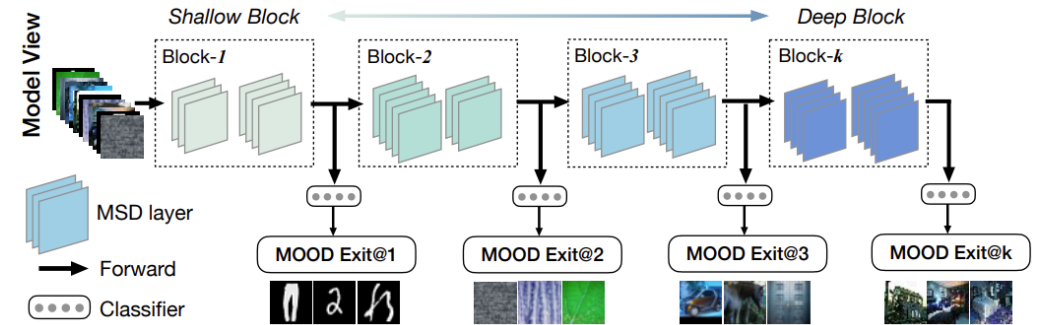 Shallow Block
Deep Block
Model View
Block-1
Block-2
Block-3
Block-k
MSD layer
Forward
Classifier
MOOD Exit@1
MOOD Exit@2
MOOD Exit@3
MOOD Exit@k